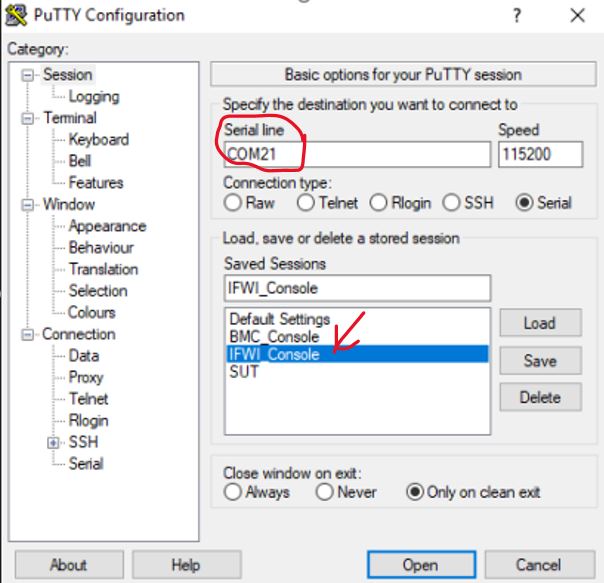 PuTTY Configuration
?
Category:
Session
Logging
Terminal
Keyboard
Bell
Features
Window
Appearance
Behaviour
Translation
Selection
Colours
Connection
Data
Proxy
Telnet
Rlogin
SSH
Serial
Basic options for your PuTTY session
Specify the destination you want to connect to
Serial line Speed
COM21 115200
Connection type:
Raw Telnet Rlogin SSH Serial
Load, save or delete a stored session
Saved Sessions
IFWI_Console
Default Settings
BMC_Console
IFWI_Console
SUT
Load
Save
Delete
Close window on exit:
Always Never Only on clean exit
About Help Open Cancel